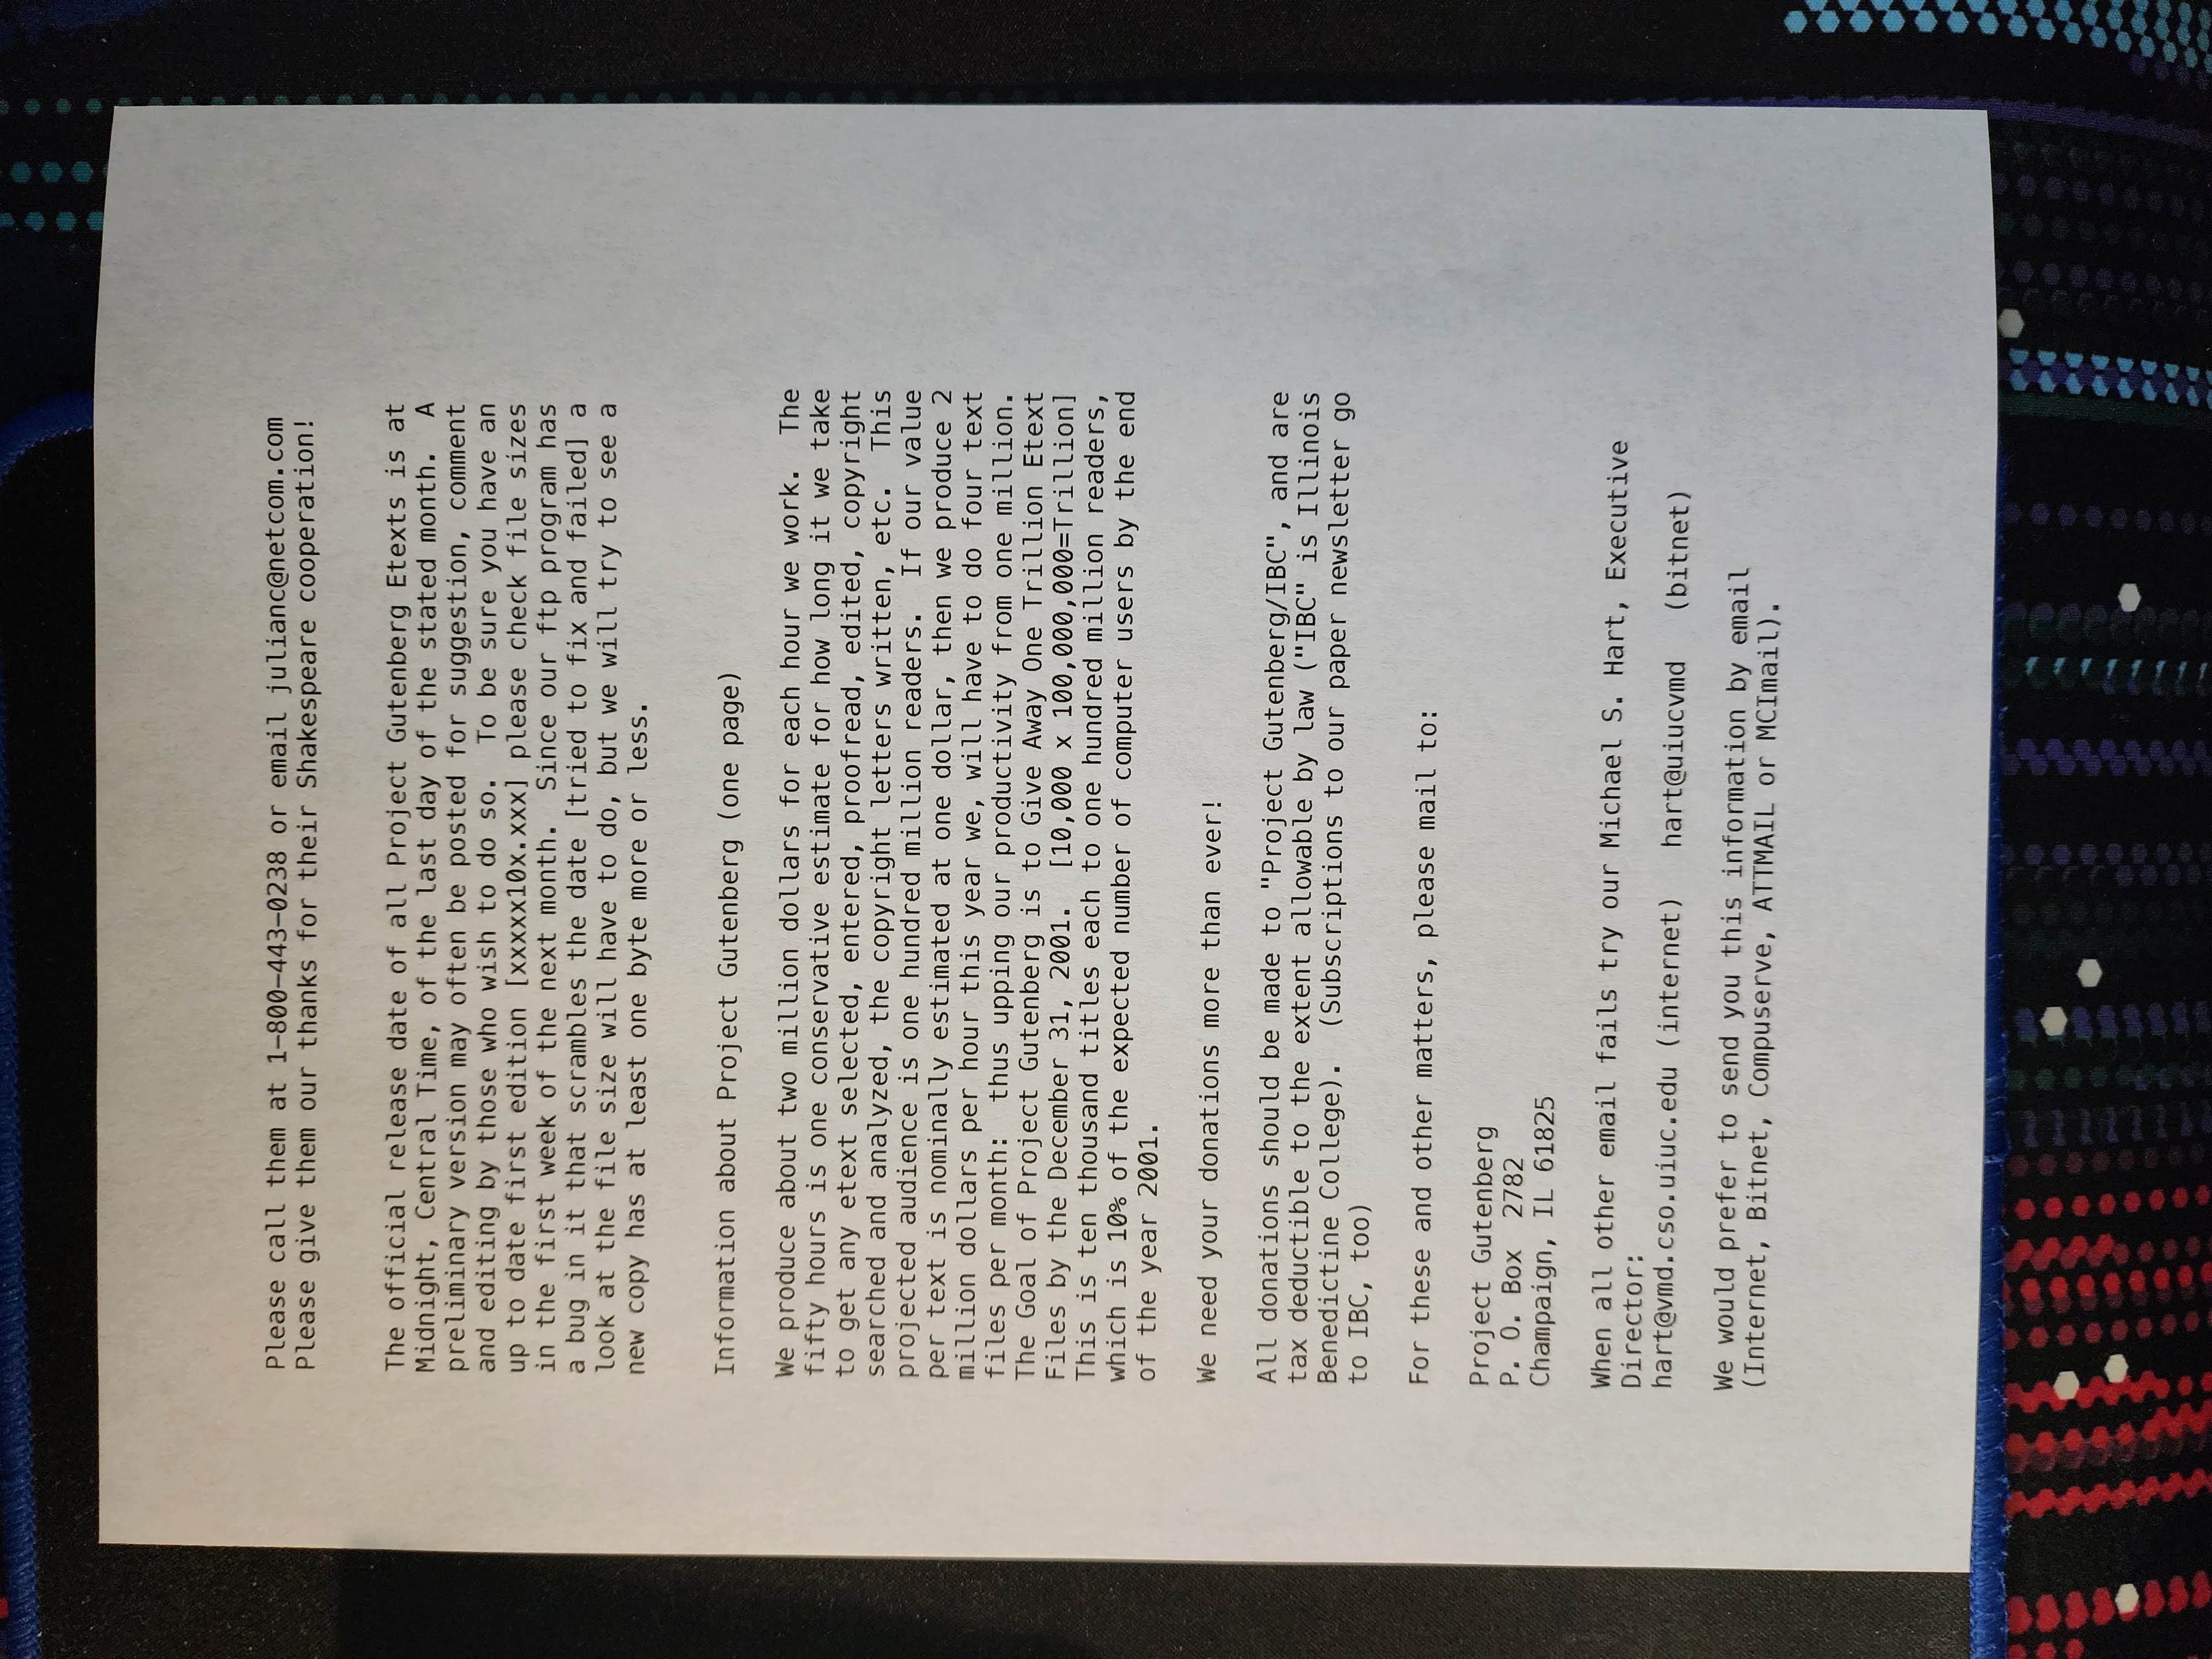 Please call them at 1-800-443-0238 or email julianc@netcom.com
Please give them our thanks for their Shakespeare cooperation!
The official release date of all Project Gutenberg Etexts is at
Midnight, Central Time, of the last day of the stated month.  A
preliminary version may often be posted for suggestion, comment
and editing by those who wish to do so.  To be sure you have an
up to date first edition [xxxxx10x.xxx] please check file sizes
in the first week of the next month.  Since our ftp program has
a bug in it that scrambles the date [tried to fix and failed] a
look at the file size will have to do, but we will try to see a
new copy has at least one byte more or less.
Information about Project Gutenberg (one page)
We produce about two million dollars for each hour we work.  The
fifty hours is one conservative estimate for how long it we take
to get any etext selected, entered, proofread, edited, copyright
searched and analyzed, the copyright letters written, etc.  This
projected audience is one hundred million readers.  If our value
per text is nominally estimated at one dollar, then we produce 2
million dollars per hour this year we, will have to do four text
files per month:  thus upping our productivity from one million.
The Goal of Project Gutenberg is to Give Away One Trillion Etext
Files by the December 31, 2001.  [10,000 x 100,000,000=Trillion]
This is ten thousand titles each to one hundred million readers,
which is 10% of the expected number of computer users by the end
of the year 2001.
We need your donations more than ever!
All donations should be made to "Project Gutenberg/IBC", and are
tax deductible to the extent allowable by law ("IBC" is Illinois
Benedictine College).  (Subscriptions to our paper newsletter go
to IBC, too)
For these and other matters, please mail to:
Project Gutenberg
P. O. Box  2782
Champaign, IL 61825
When all other email fails try our Michael S. Hart, Executive
Director:
hart@vmd.cso.uiuc.edu (internet)   hart@uiucvmd   (bitnet)
We would prefer to send you this information by email
(Internet, Bitnet, Compuserve, ATTMAIL or MCImail).